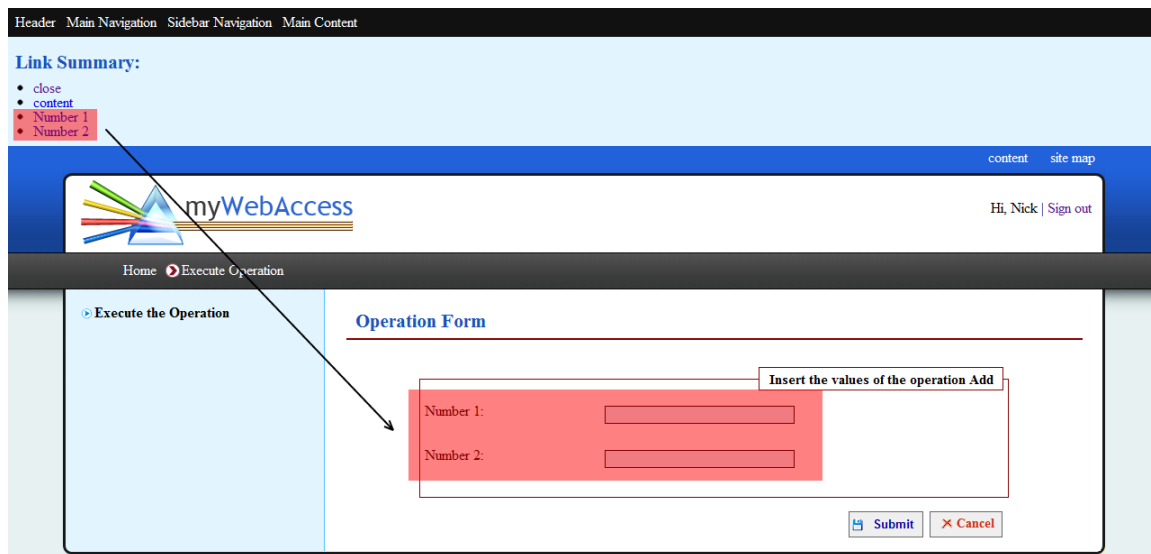 Header Main Navigation Sidebar Navigation Main Content
Link Summary:
close
content
Number 1
Number 2
content site map
myWebAccess
Hi, Nick | Sign out
Home Execute Operation
Execute the Operation
Operation Form
Insert the values of the operation Add
Number 1:
Number 2:
Submit Cancel